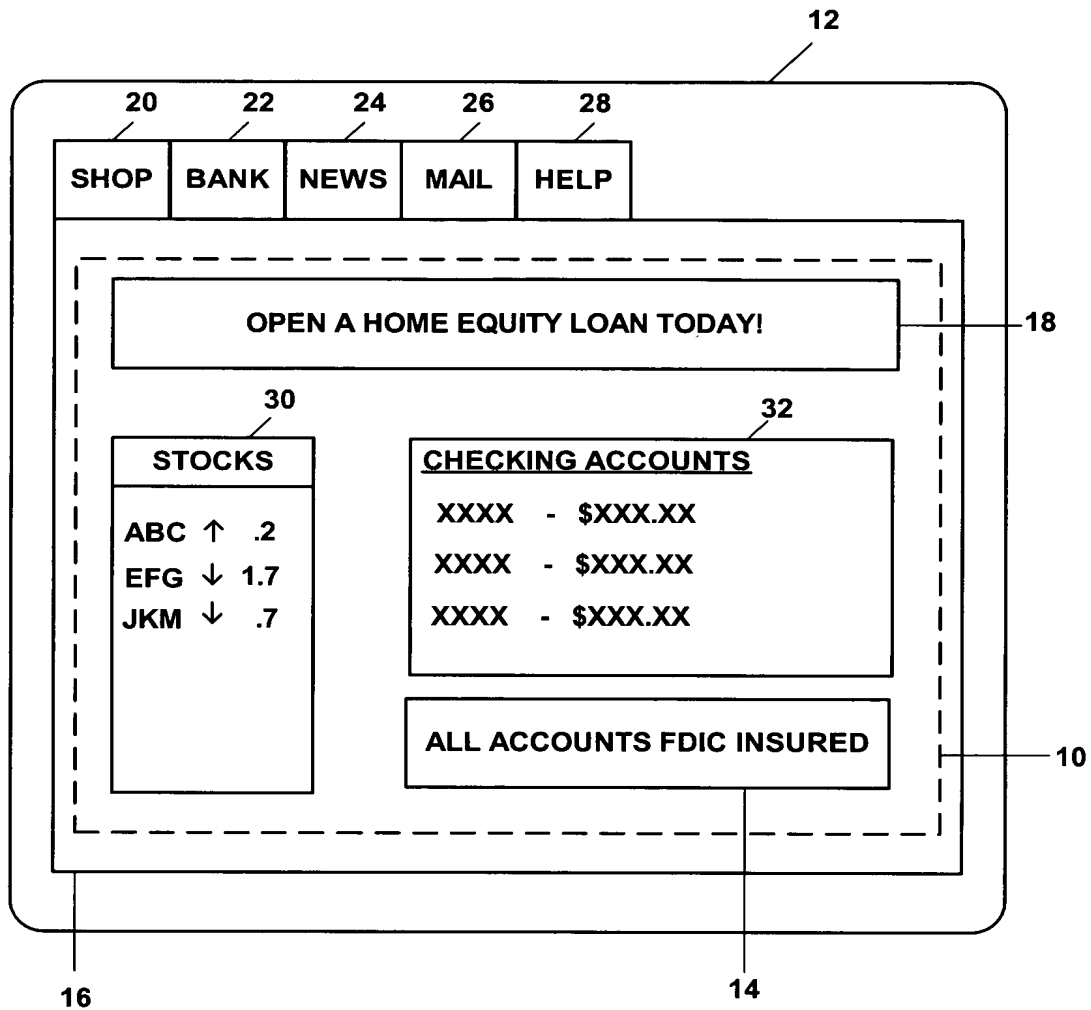 12
20 22 24 26 28
SHOP BANK NEWS MAIL HELP
OPEN A HOME EQUITY LOAN TODAY!
18
30
STOCKS
ABC ↑ .2
EFG ↓ 1.7
JKM ↓ .7
32
CHECKING ACCOUNTS
XXXX - $XXX.XX
XXXX - $XXX.XX
XXXX - $XXX.XX
ALL ACCOUNTS FDIC INSURED
10
16
14